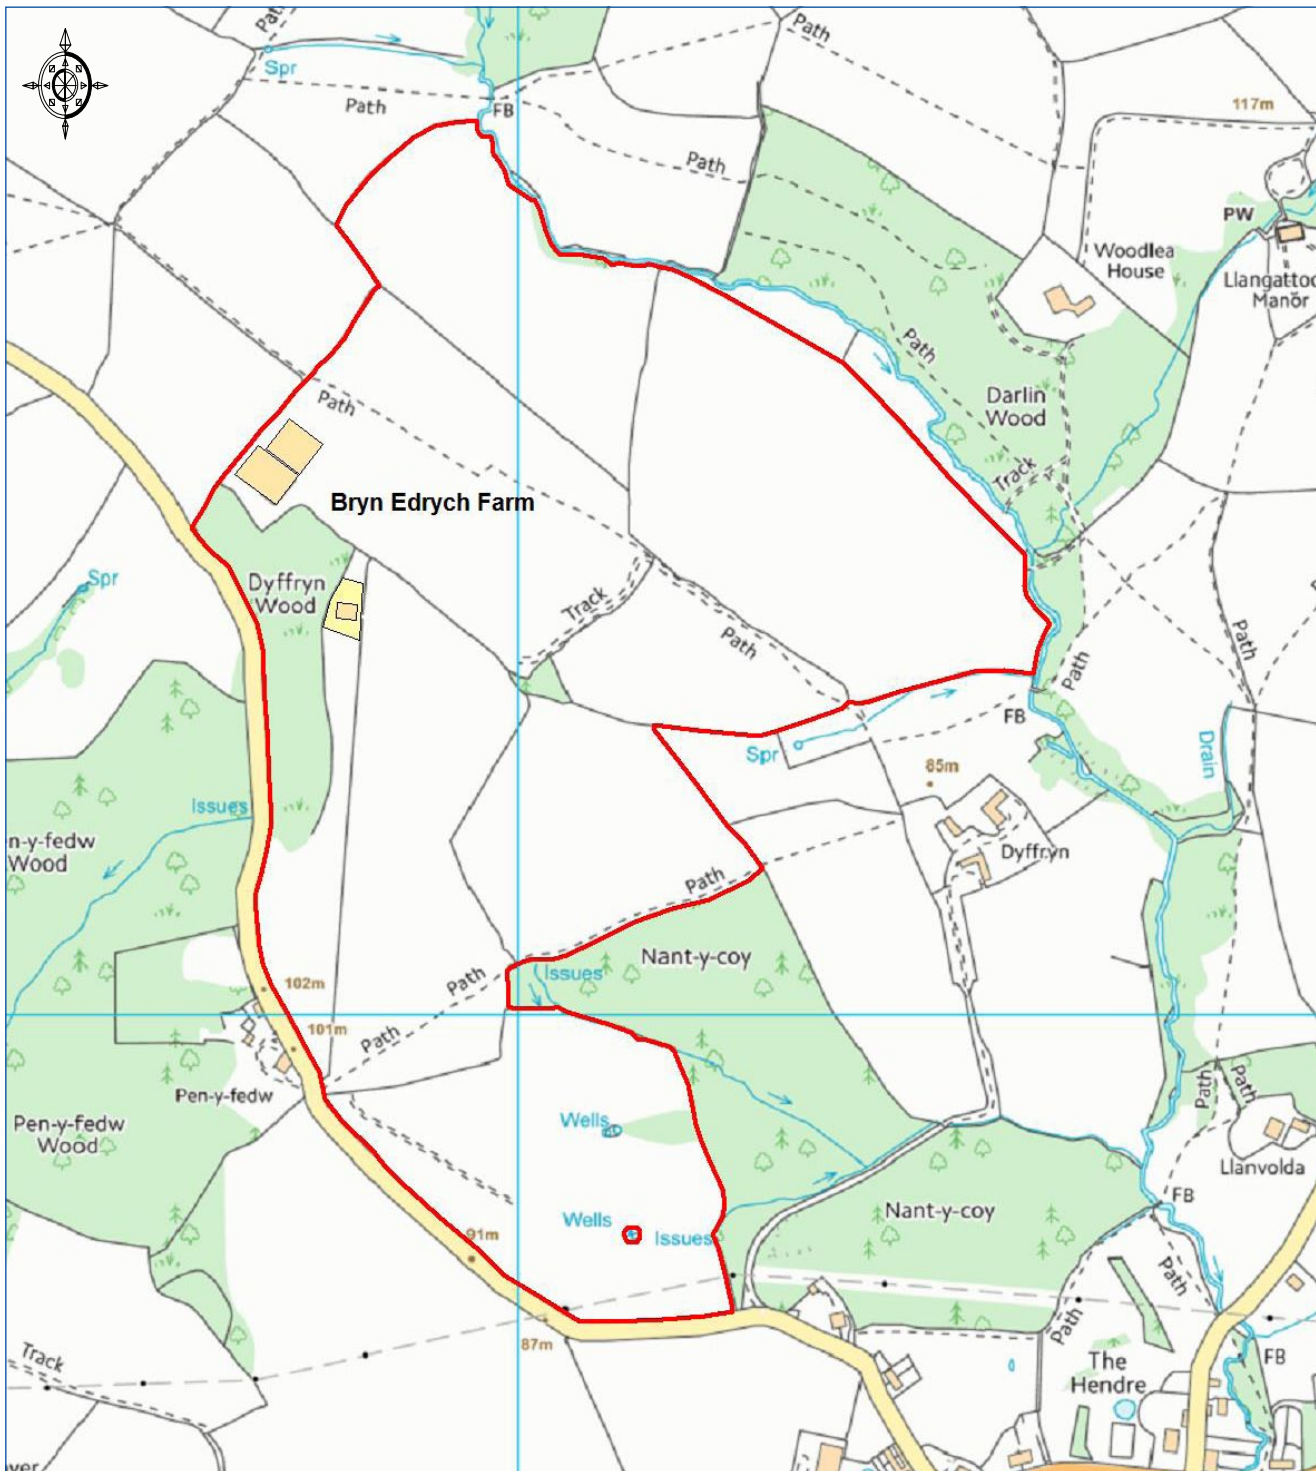 Path
Path
Spr
Path
FB
117m
Path
PW
Woodlea
House
Llangattoc
Manor
Path
Path
Darlin
Wood
Track
Bryn Edrych Farm
Spr
Dyffryn
Wood
Track
Path
Path
Path
FB
Spr
Drain
85m
Issues
n-y-fedw
Wood
Dyffryn
Path
Nant-y-coy
Issues
Path
102m
101m
Path
Pen-y-fedw
Pen-y-fedw
Wood
Wells
Path
Path
Llanvolda
FB
Nant-y-coy
Wells
Issues
91m
Path
87m
Path
Track
The
Hendre
FB